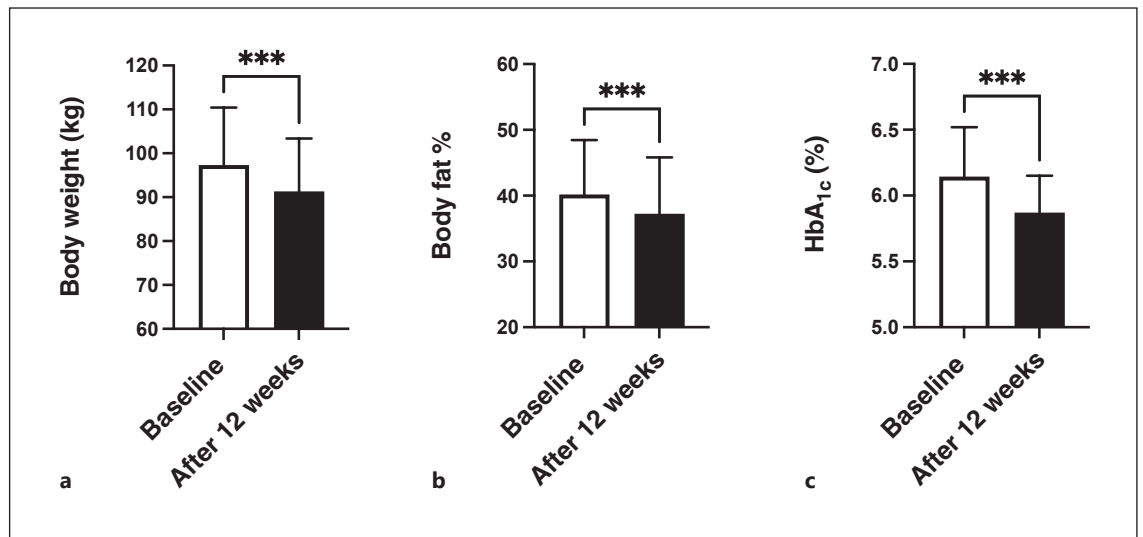 Body weight (kg)
120
110
100
90
80
70
60
***
Baseline
After 12 weeks
a
Body fat %
60
50
40
30
20
***
Baseline
After 12 weeks
b
HbA1c (%)
7.0
6.5
6.0
5.5
5.0
***
Baseline
After 12 weeks
c